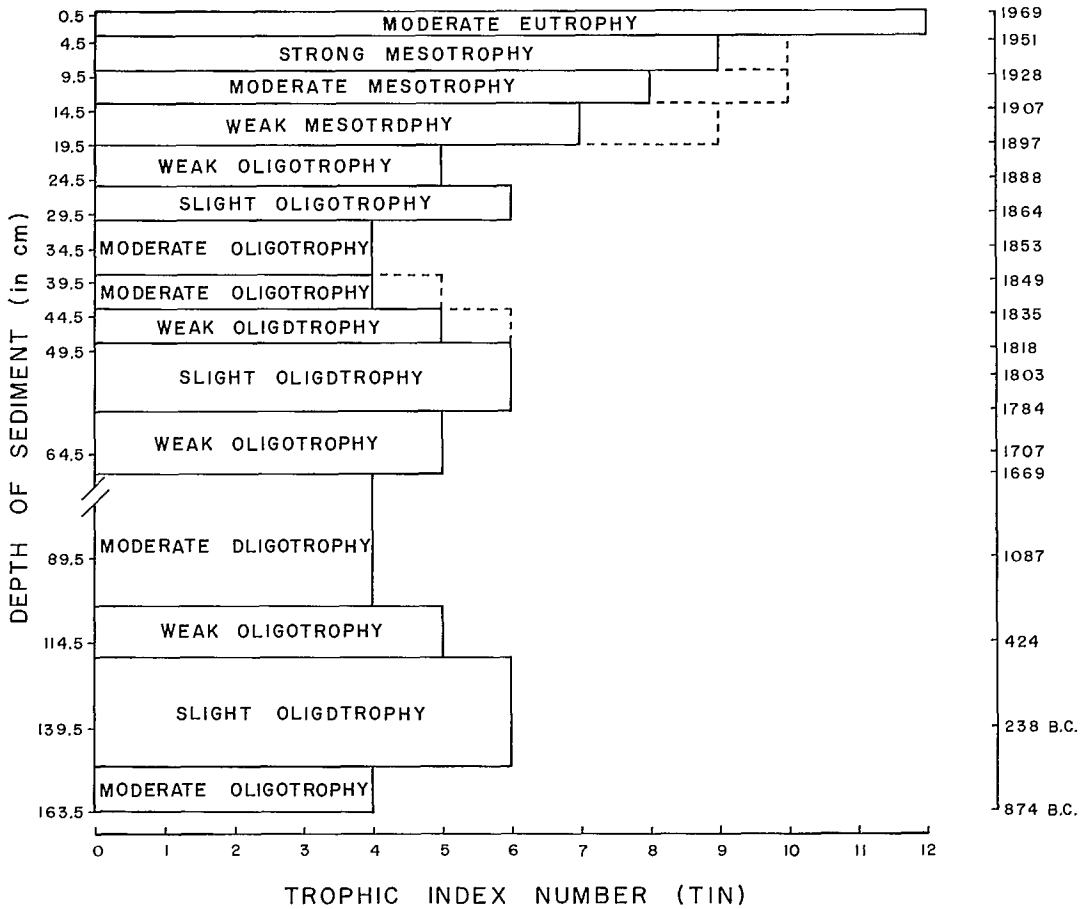 0.5 MODERATE EUTROPHY 1969
4.5 1951
STRONG MESOTROPHY
9.5 MODERATE MESOTROPHY 1928
14.5 1907
WEAK MESOTRDPHY
19.5 1897
WEAK OLIGOTROPHY
24.5 1888
SLIGHT OLIGOTROPHY
29.5 1864
34.5 MODERATE OLIGOTROPHY 1853
39.5 1849
MODERATE OLIGOTROPHY
44.5 1835
WEAK OLIGDTROPHY
49.5 1818
SLIGHT OLIGDTROPHY 1803
1784
WEAK OLIGOTROPHY
64.5 1707
1669
MODERATE DLIGOTROPHY
89.5 1087
WEAK OLIGOTROPHY
114.5 424
SLIGHT OLIGDTROPHY
139.5 238 B.C.
MODERATE OLIGOTROPHY
163.5 874 B.C.
0 1 2 3 4 5 6 7 8 9 10 11 12
TROPHIC INDEX NUMBER (TIN)
DEPTH OF SEDIMENT (in cm)